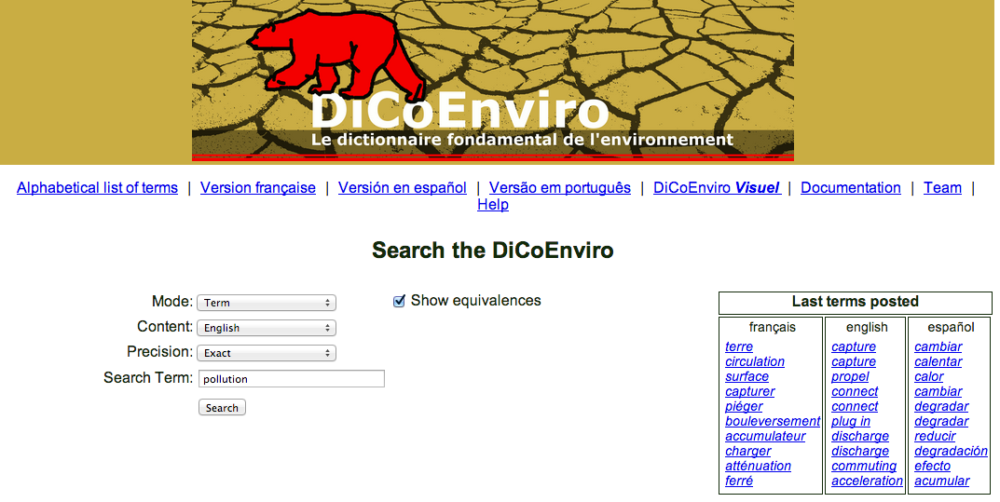 DiCoEnviro
Le dictionnaire fondamental de l'environnement
Alphabetical list of terms | Version française | Versión en español | Versão em português | DiCoEnviro Visuel | Documentation | Team |
Help
Search the DiCoEnviro
Mode: Term
Content: English
Precision: Exact
Search Term: pollution
Search
Show equivalences
Last terms posted
français
terre
circulation
surface
capturer
piéger
bouleversement
accumulateur
charger
atténuation
ferré
english
capture
capture
propel
connect
connect
plug in
discharge
discharge
commuting
acceleration
español
cambiar
calentar
calor
cambiar
degradar
degradar
reducir
degradación
efecto
acumular